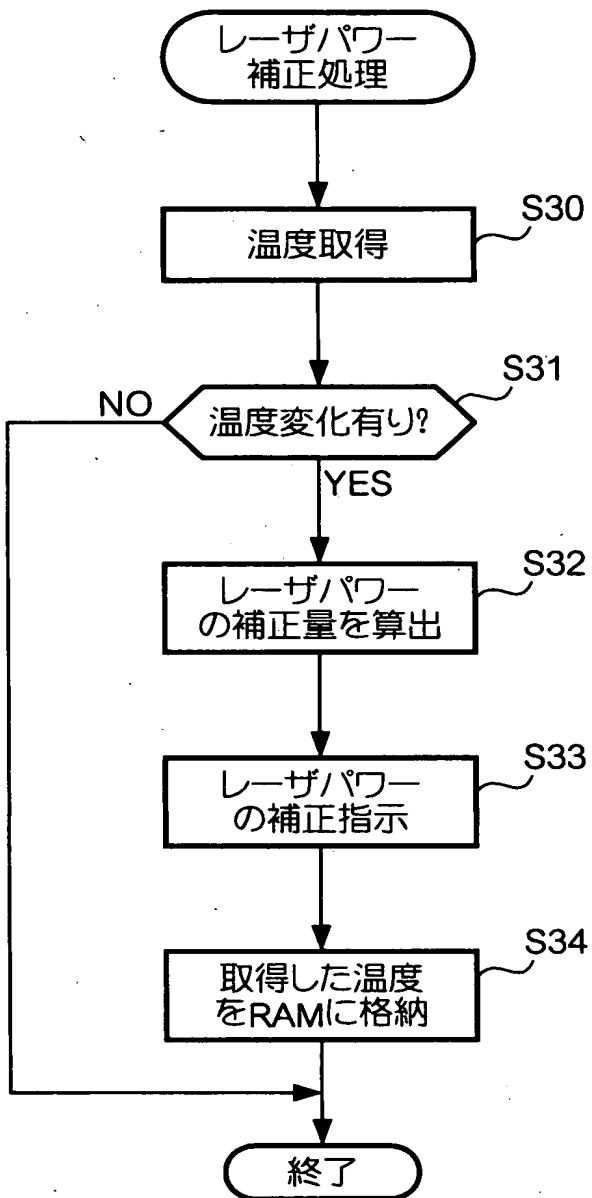 レーザパワー
補正処理
S30
温度取得
S31
NO
温度変化有り?
YES
S32
レーザパワー
の補正量を算出
S33
レーザパワー
の補正指示
S34
取得した温度
をRAMに格納
終了